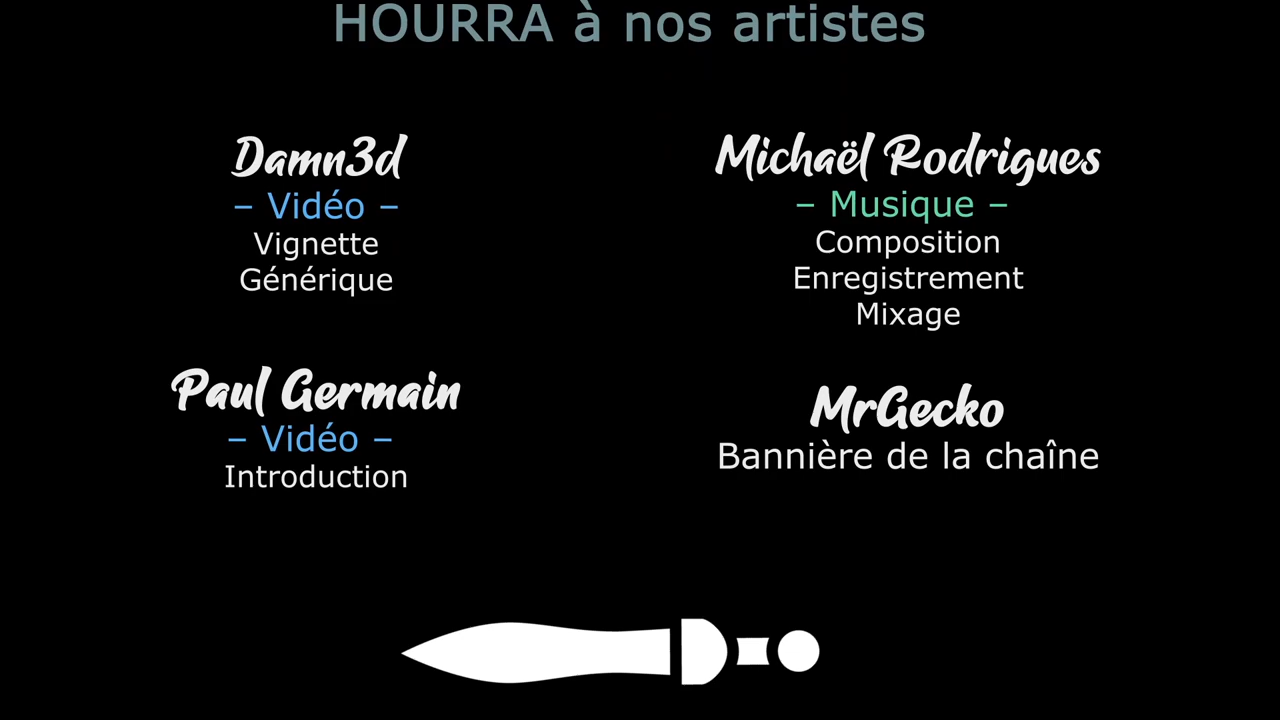 HOURRA à nos artistes
Damn3d
– Vidéo –
Vignette
Générique
Michaël Rodrigues
– Musique –
Composition
Enregistrement
Mixage
Paul Germain
– Vidéo –
Introduction
MrGecko
Bannière de la chaîne